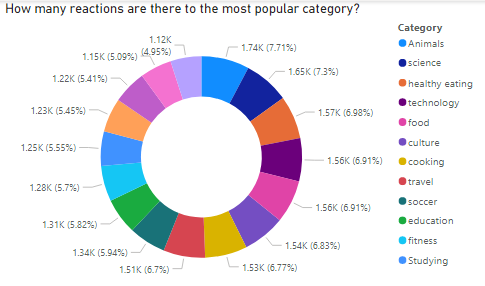 How many reactions are there to the most popular category?
1.74K (7.71%)
1.65K (7.3%)
1.57K (6.98%)
1.56K (6.91%)
1.56K (6.91%)
1.54K (6.83%)
1.53K (6.77%)
1.51K (6.7%)
1.34K (5.94%)
1.31K (5.82%)
1.28K (5.7%)
1.25K (5.55%)
1.23K (5.45%)
1.22K (5.41%)
1.15K (5.09%)
1.12K
(4.95%)
Category
Animals
science
healthy eating
technology
food
culture
cooking
travel
soccer
education
fitness
Studying